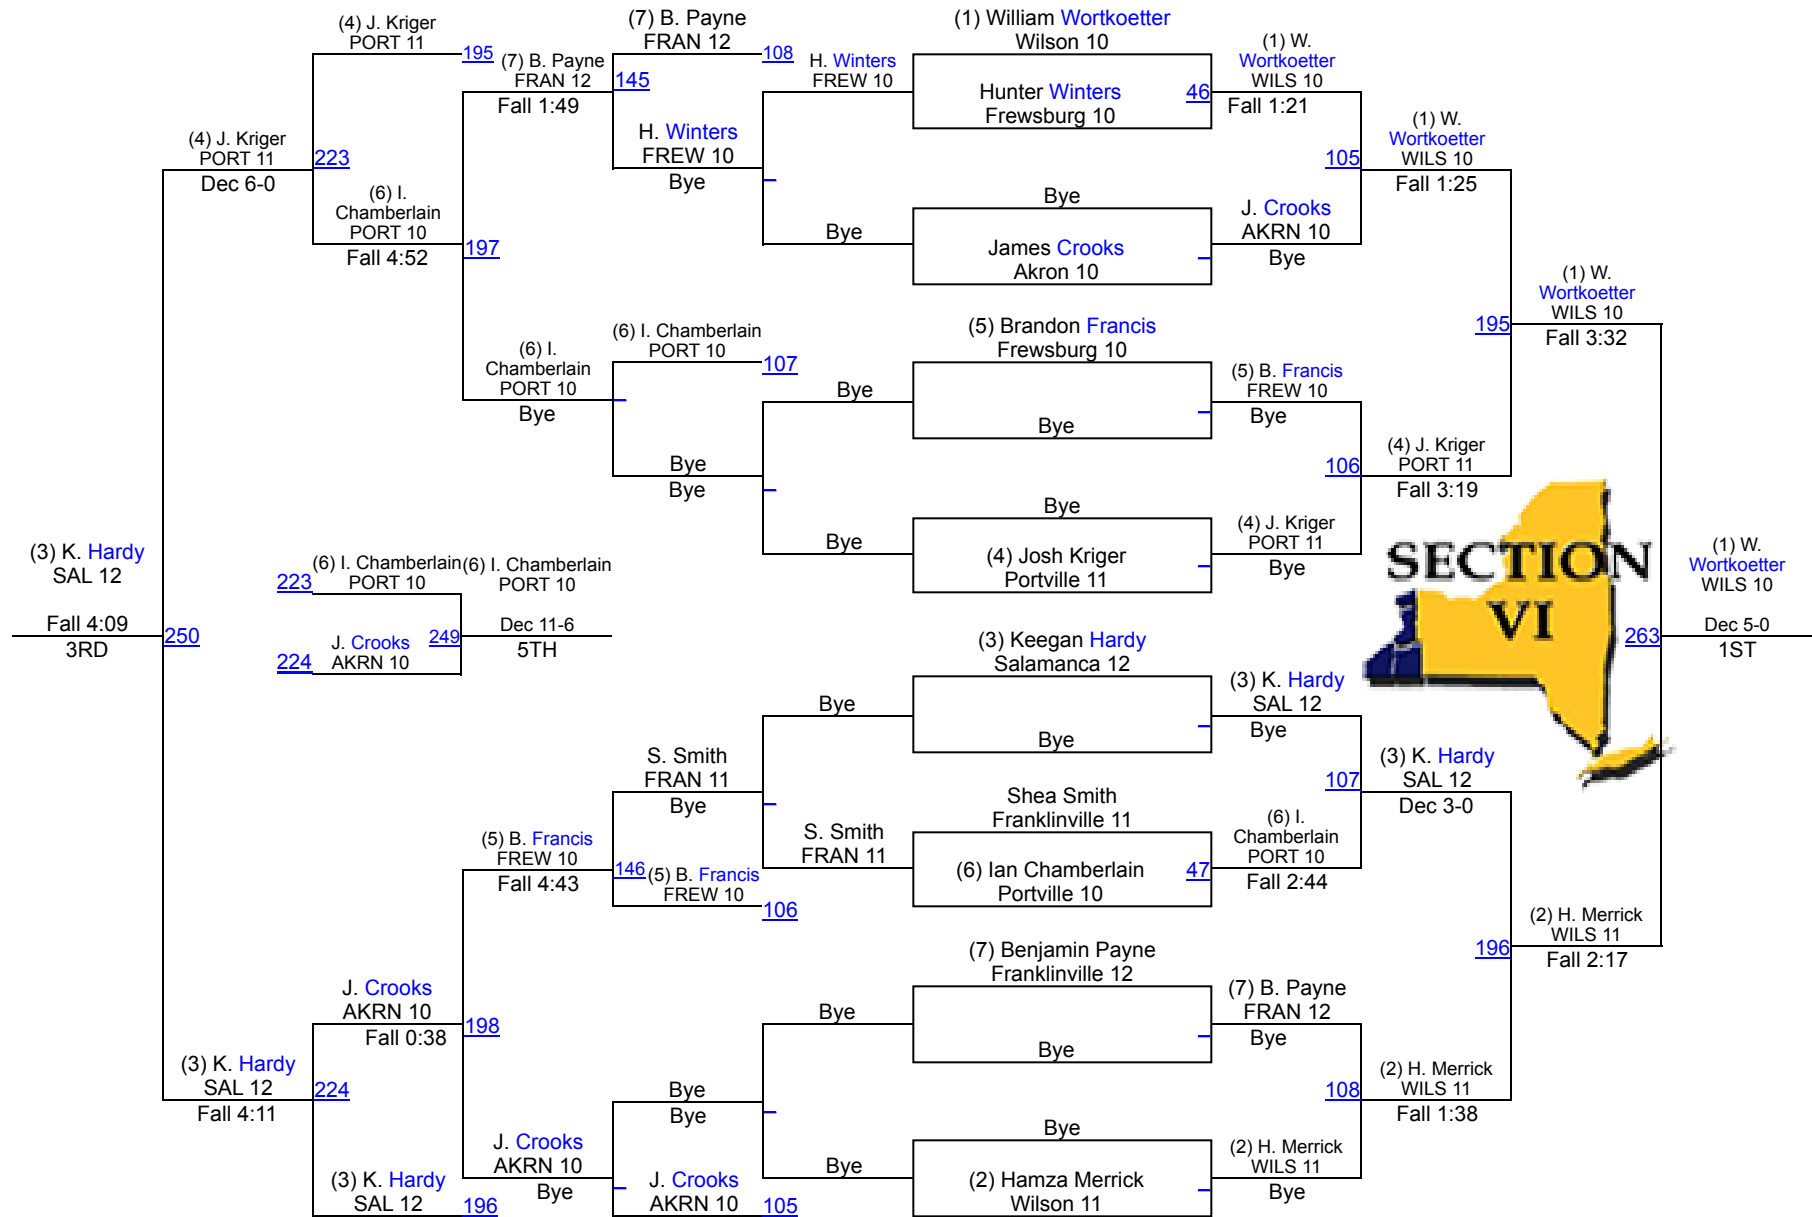 (4) J. Kriger
PORT 11
195
(7) B. Payne
FRAN 12
Fall 1:49
(7) B. Payne
FRAN 12
108
145
H. Winters
FREW 10
(1) William Wortkoetter
Wilson 10
Hunter Winters
Frewsburg 10
46
(1) W.
Wortkoetter
WILS 10
Fall 1:21
(4) J. Kriger
PORT 11
Dec 6-0
223
H. Winters
FREW 10
Bye
105
(1) W.
Wortkoetter
WILS 10
Fall 1:25
(6) I.
Chamberlain
PORT 10
Fall 4:52
197
Bye
Bye
James Crooks
Akron 10
J. Crooks
AKRN 10
Bye
(1) W.
Wortkoetter
WILS 10
Fall 3:32
195
(6) I.
Chamberlain
PORT 10
Bye
(6) I. Chamberlain
PORT 10
107
(5) Brandon Francis
Frewsburg 10
Bye
Bye
(5) B. Francis
FREW 10
Bye
Bye
Bye
106
(4) J. Kriger
PORT 11
Fall 3:19
Bye
Bye
(4) Josh Kriger
Portville 11
(4) J. Kriger
PORT 11
Bye
SECTION
VI
(3) K. Hardy
SAL 12
Fall 4:09
3RD
250
223
(6) I. Chamberlain
PORT 10
(6) I. Chamberlain
PORT 10
224
J. Crooks
AKRN 10
249
Dec 11-6
5TH
263
(1) W.
Wortkoetter
WILS 10
Dec 5-0
1ST
(3) Keegan Hardy
Salamanca 12
Bye
Bye
(3) K. Hardy
SAL 12
Bye
S. Smith
FRAN 11
Bye
107
(3) K. Hardy
SAL 12
Dec 3-0
(5) B. Francis
FREW 10
Fall 4:43
146
(5) B. Francis
FREW 10
106
S. Smith
FRAN 11
Shea Smith
Franklinville 11
(6) Ian Chamberlain
Portville 10
47
(6) I.
Chamberlain
PORT 10
Fall 2:44
196
(2) H. Merrick
WILS 11
Fall 2:17
J. Crooks
AKRN 10
Fall 0:38
198
Bye
(7) Benjamin Payne
Franklinville 12
Bye
(7) B. Payne
FRAN 12
Bye
(3) K. Hardy
SAL 12
Fall 4:11
224
Bye
Bye
108
(2) H. Merrick
WILS 11
Fall 1:38
J. Crooks
AKRN 10
Bye
Bye
Bye
(2) Hamza Merrick
Wilson 11
(2) H. Merrick
WILS 11
Bye
(3) K. Hardy
SAL 12
196
J. Crooks
AKRN 10
105